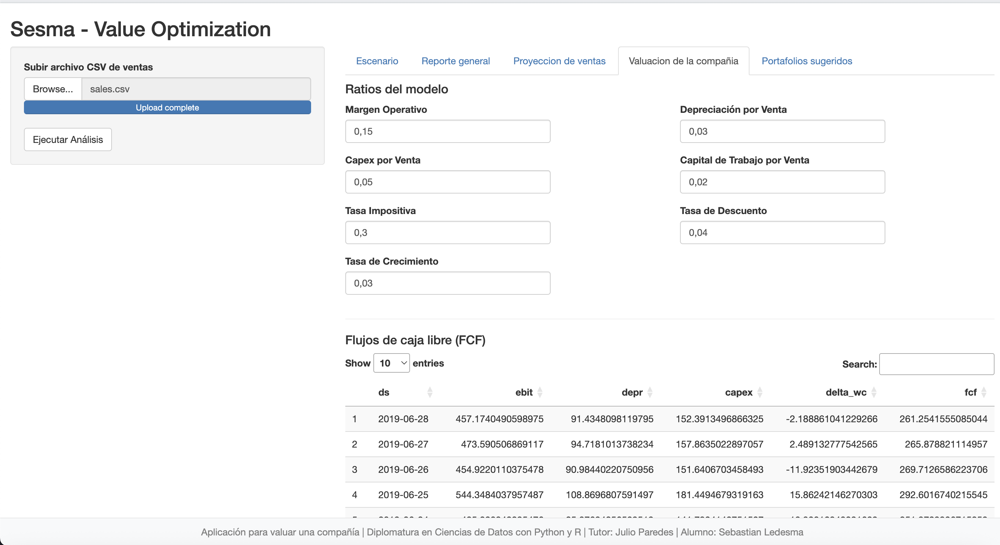 Sesma - Value Optimization
Subir archivo CSV de ventas
Browse... sales.csv
Upload complete
Ejecutar Análisis
Escenario Reporte general Proyeccion de ventas Valuacion de la compañia Portafolios sugeridos
Ratios del modelo
Margen Operativo Depreciación por Venta
0,15 0,03
Capex por Venta Capital de Trabajo por Venta
0,05 0,02
Tasa Impositiva Tasa de Descuento
0,3 0,04
Tasa de Crecimiento
0,03
Flujos de caja libre (FCF)
Show 10 entries Search:
ds ebit depr capex delta_wc fcf
1 2019-06-28 457.1740490598975 91.4348098119795 152.3913496866325 -2.188861041229266 261.2541555085044
2 2019-06-27 473.590506869117 94.7181013738234 157.8635022897057 2.489132777542565 265.878821114957
3 2019-06-26 454.9220110375478 90.98440220750956 151.6406703458493 -11.92351903442679 269.7126586223706
4 2019-06-25 544.3484037957487 108.8696807591497 181.4494679319163 15.86242146270303 292.6016740215545
Aplicación para valuar una compañía | Diplomatura en Ciencias de Datos con Python y R | Tutor: Julio Paredes | Alumno: Sebastian Ledesma